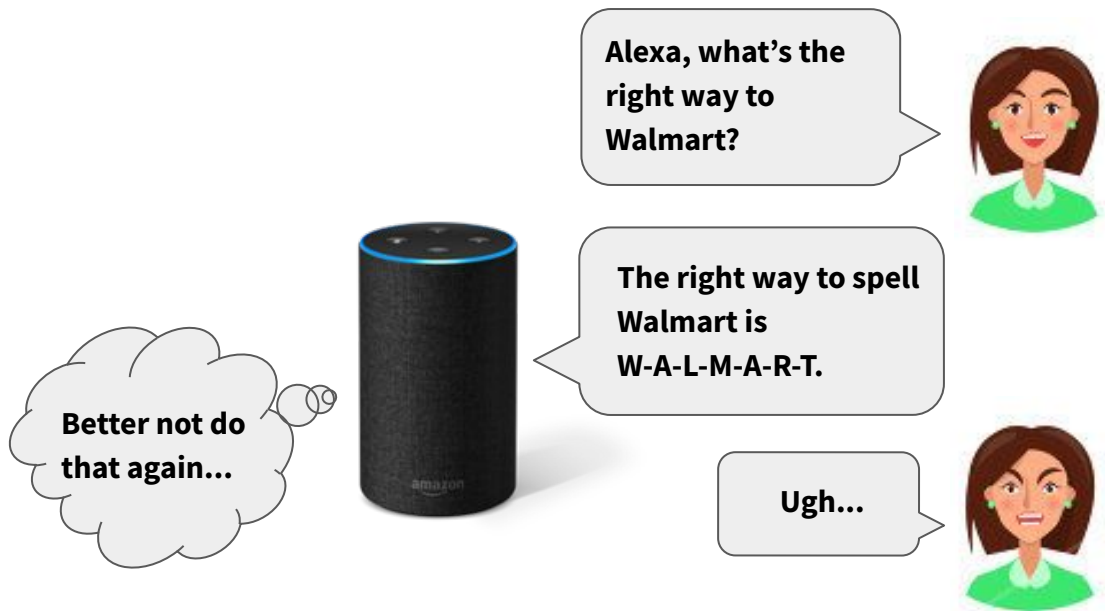 Alexa, what’s the
right way to
Walmart?
The right way to spell
Walmart is
W-A-L-M-A-R-T.
Better not do
that again...
amazon
Ugh...